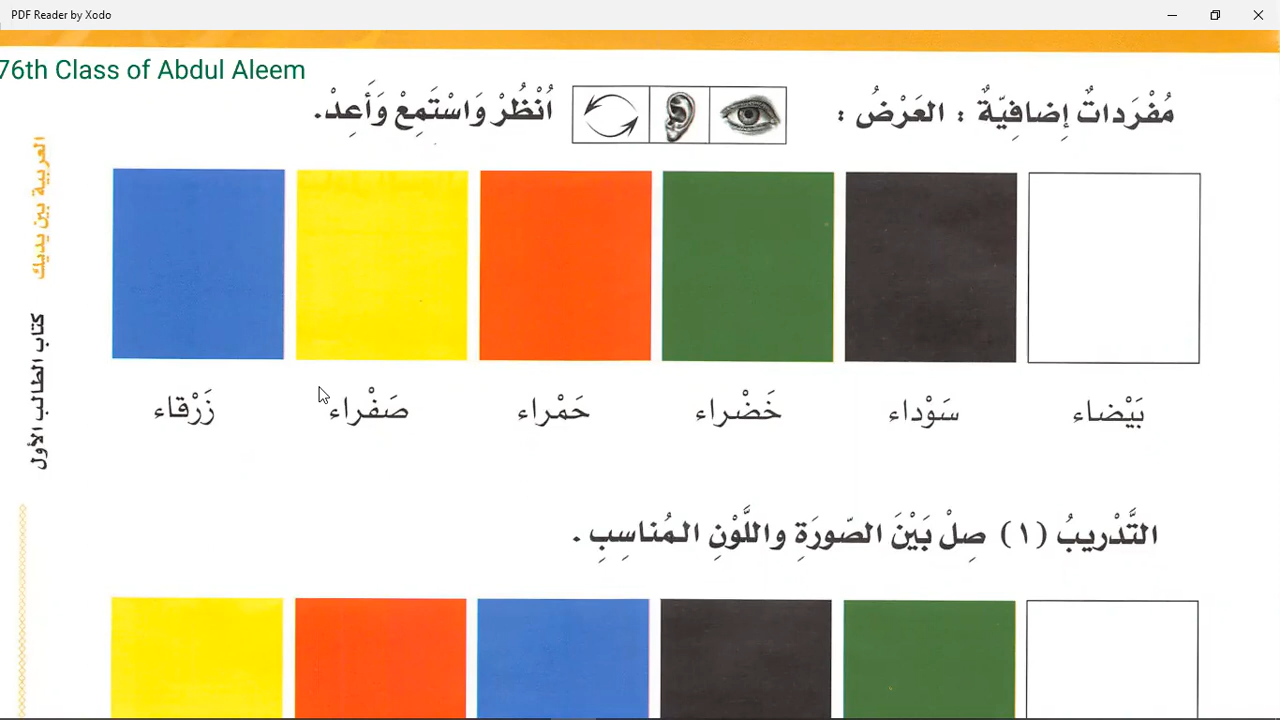 PDF Reader by Xodo
76th Class of Abdul Aleem
مُفْرَداتٌ إِضافِيّةٌ : العَرْضُ : اُنْظُرْ وَاسْتَمِعْ وَأَعِدْ.
بَيْضاء سَوْداء خَضْراء حَمْراء صَفْراء زَرْقاء
التَّدْريبُ (١) صِلْ بَيْنَ الصّورَةِ واللَّوْنِ المُناسِبِ .
العربية بين يديك
كتاب الطالب الأول